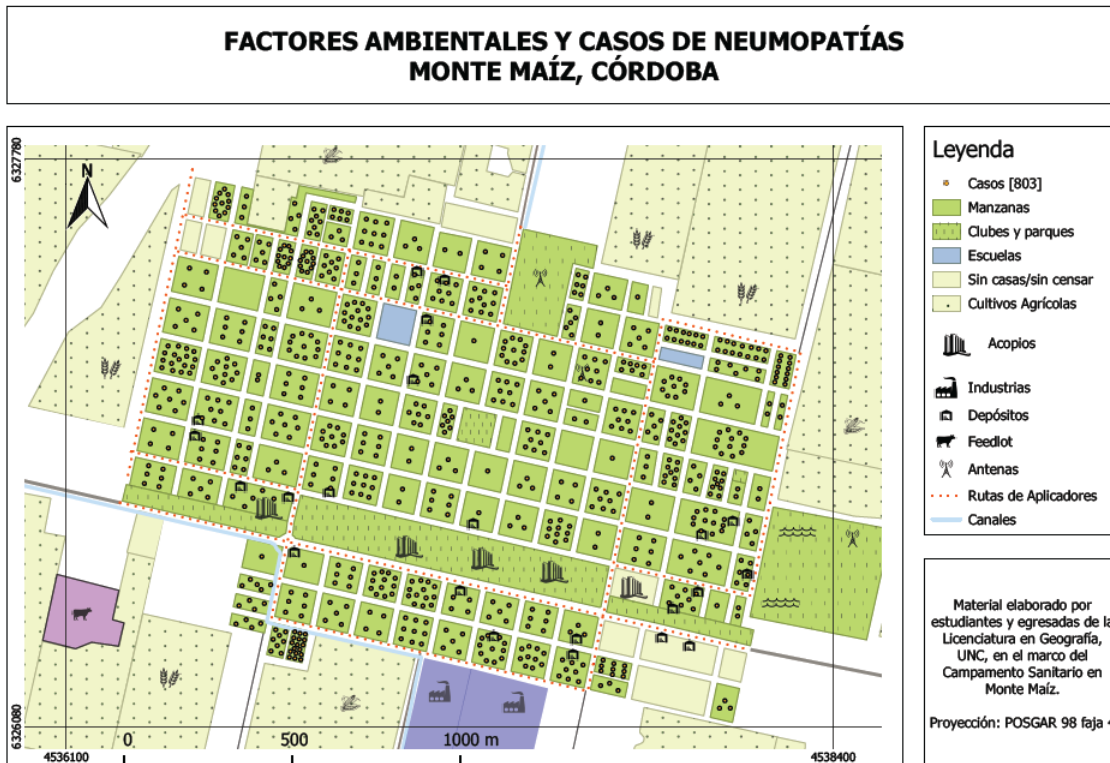 FACTORES AMBIENTALES Y CASOS DE NEUMOPATÍAS
MONTE MAÍZ, CÓRDOBA
6327780
N
6326080
0
500
1000 m
4536100
4538400
Leyenda
Casos [803]
Manzanas
Clubes y parques
Escuelas
Sin casas/sin censar
Cultivos Agrícolas
Acopios
Industrias
Depósitos
Feedlot
Antenas
Rutas de Aplicadores
Canales
Material elaborado por
estudiantes y egresadas de la
Licenciatura en Geografía,
UNC, en el marco del
Campamento Sanitario en
Monte Maíz.
Proyección: POSGAR 98 faja 4